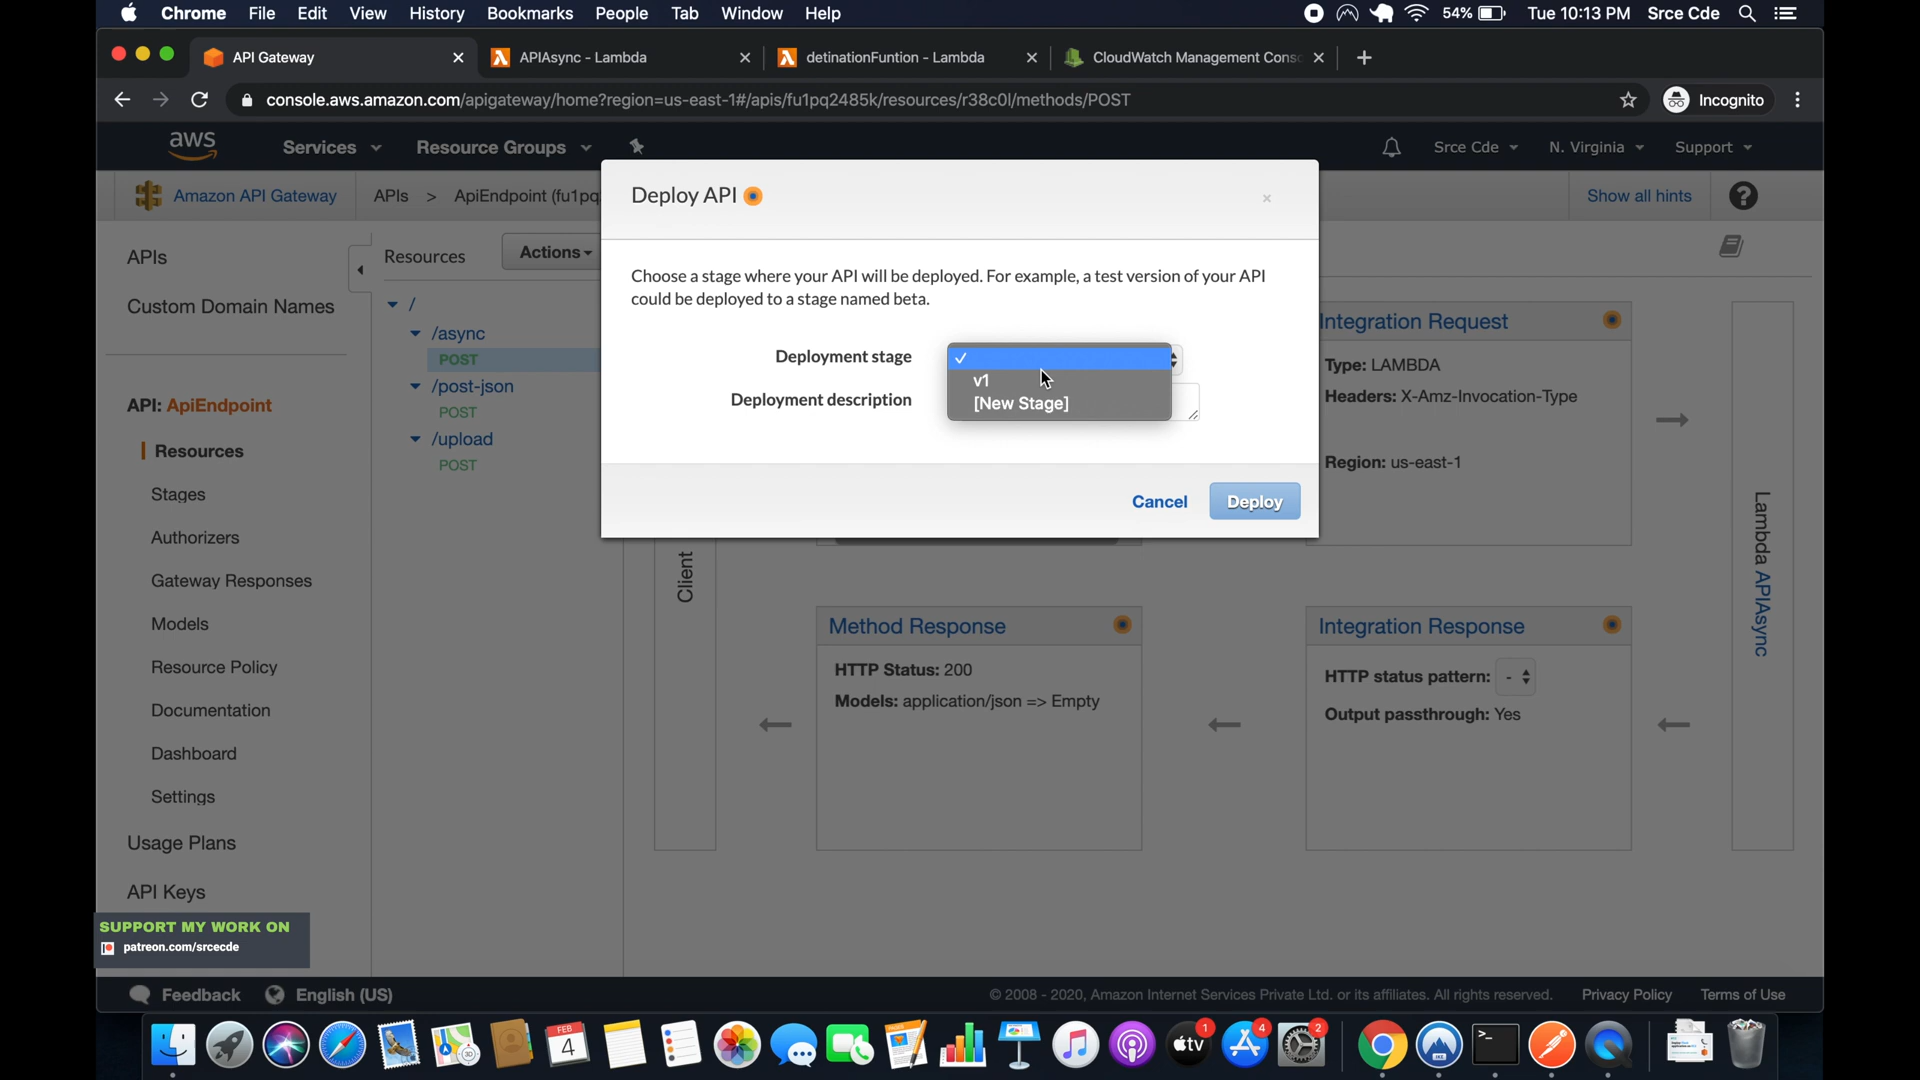 Chrome File Edit View History Bookmarks People Tab Window Help 54% Tue 10:13 PM Srce Cde
API Gateway APIAsync - Lambda detinationFuntion - Lambda CloudWatch Management Conso
console.aws.amazon.com/apigateway/home?region=us-east-1#/apis/fu1pq2485k/resources/r38c0l/methods/POST Incognito
aws Services Resource Groups Srce Cde N. Virginia Support
Amazon API Gateway APIs > ApiEndpoint (fu1pq Show all hints ?
Deploy API
×
Choose a stage where your API will be deployed. For example, a test version of your API
could be deployed to a stage named beta.
Deployment stage
✓
v1
[New Stage]
Deployment description
Cancel Deploy
APIs
Custom Domain Names
API: ApiEndpoint
Resources
Stages
Authorizers
Gateway Responses
Models
Resource Policy
Documentation
Dashboard
Settings
Usage Plans
API Keys
Resources Actions
/
/async
POST
/post-json
POST
/upload
POST
Client
Integration Request
Type: LAMBDA
Headers: X-Amz-Invocation-Type
Region: us-east-1
Lambda APIAsync
Method Response
HTTP Status: 200
Models: application/json => Empty
Integration Response
HTTP status pattern: -
Output passthrough: Yes
SUPPORT MY WORK ON
patreon.com/srcecde
Feedback English (US) © 2008 - 2020, Amazon Internet Services Private Ltd. or its affiliates. All rights reserved. Privacy Policy Terms of Use
FEB
4
3D
tv
1
4
2
>_